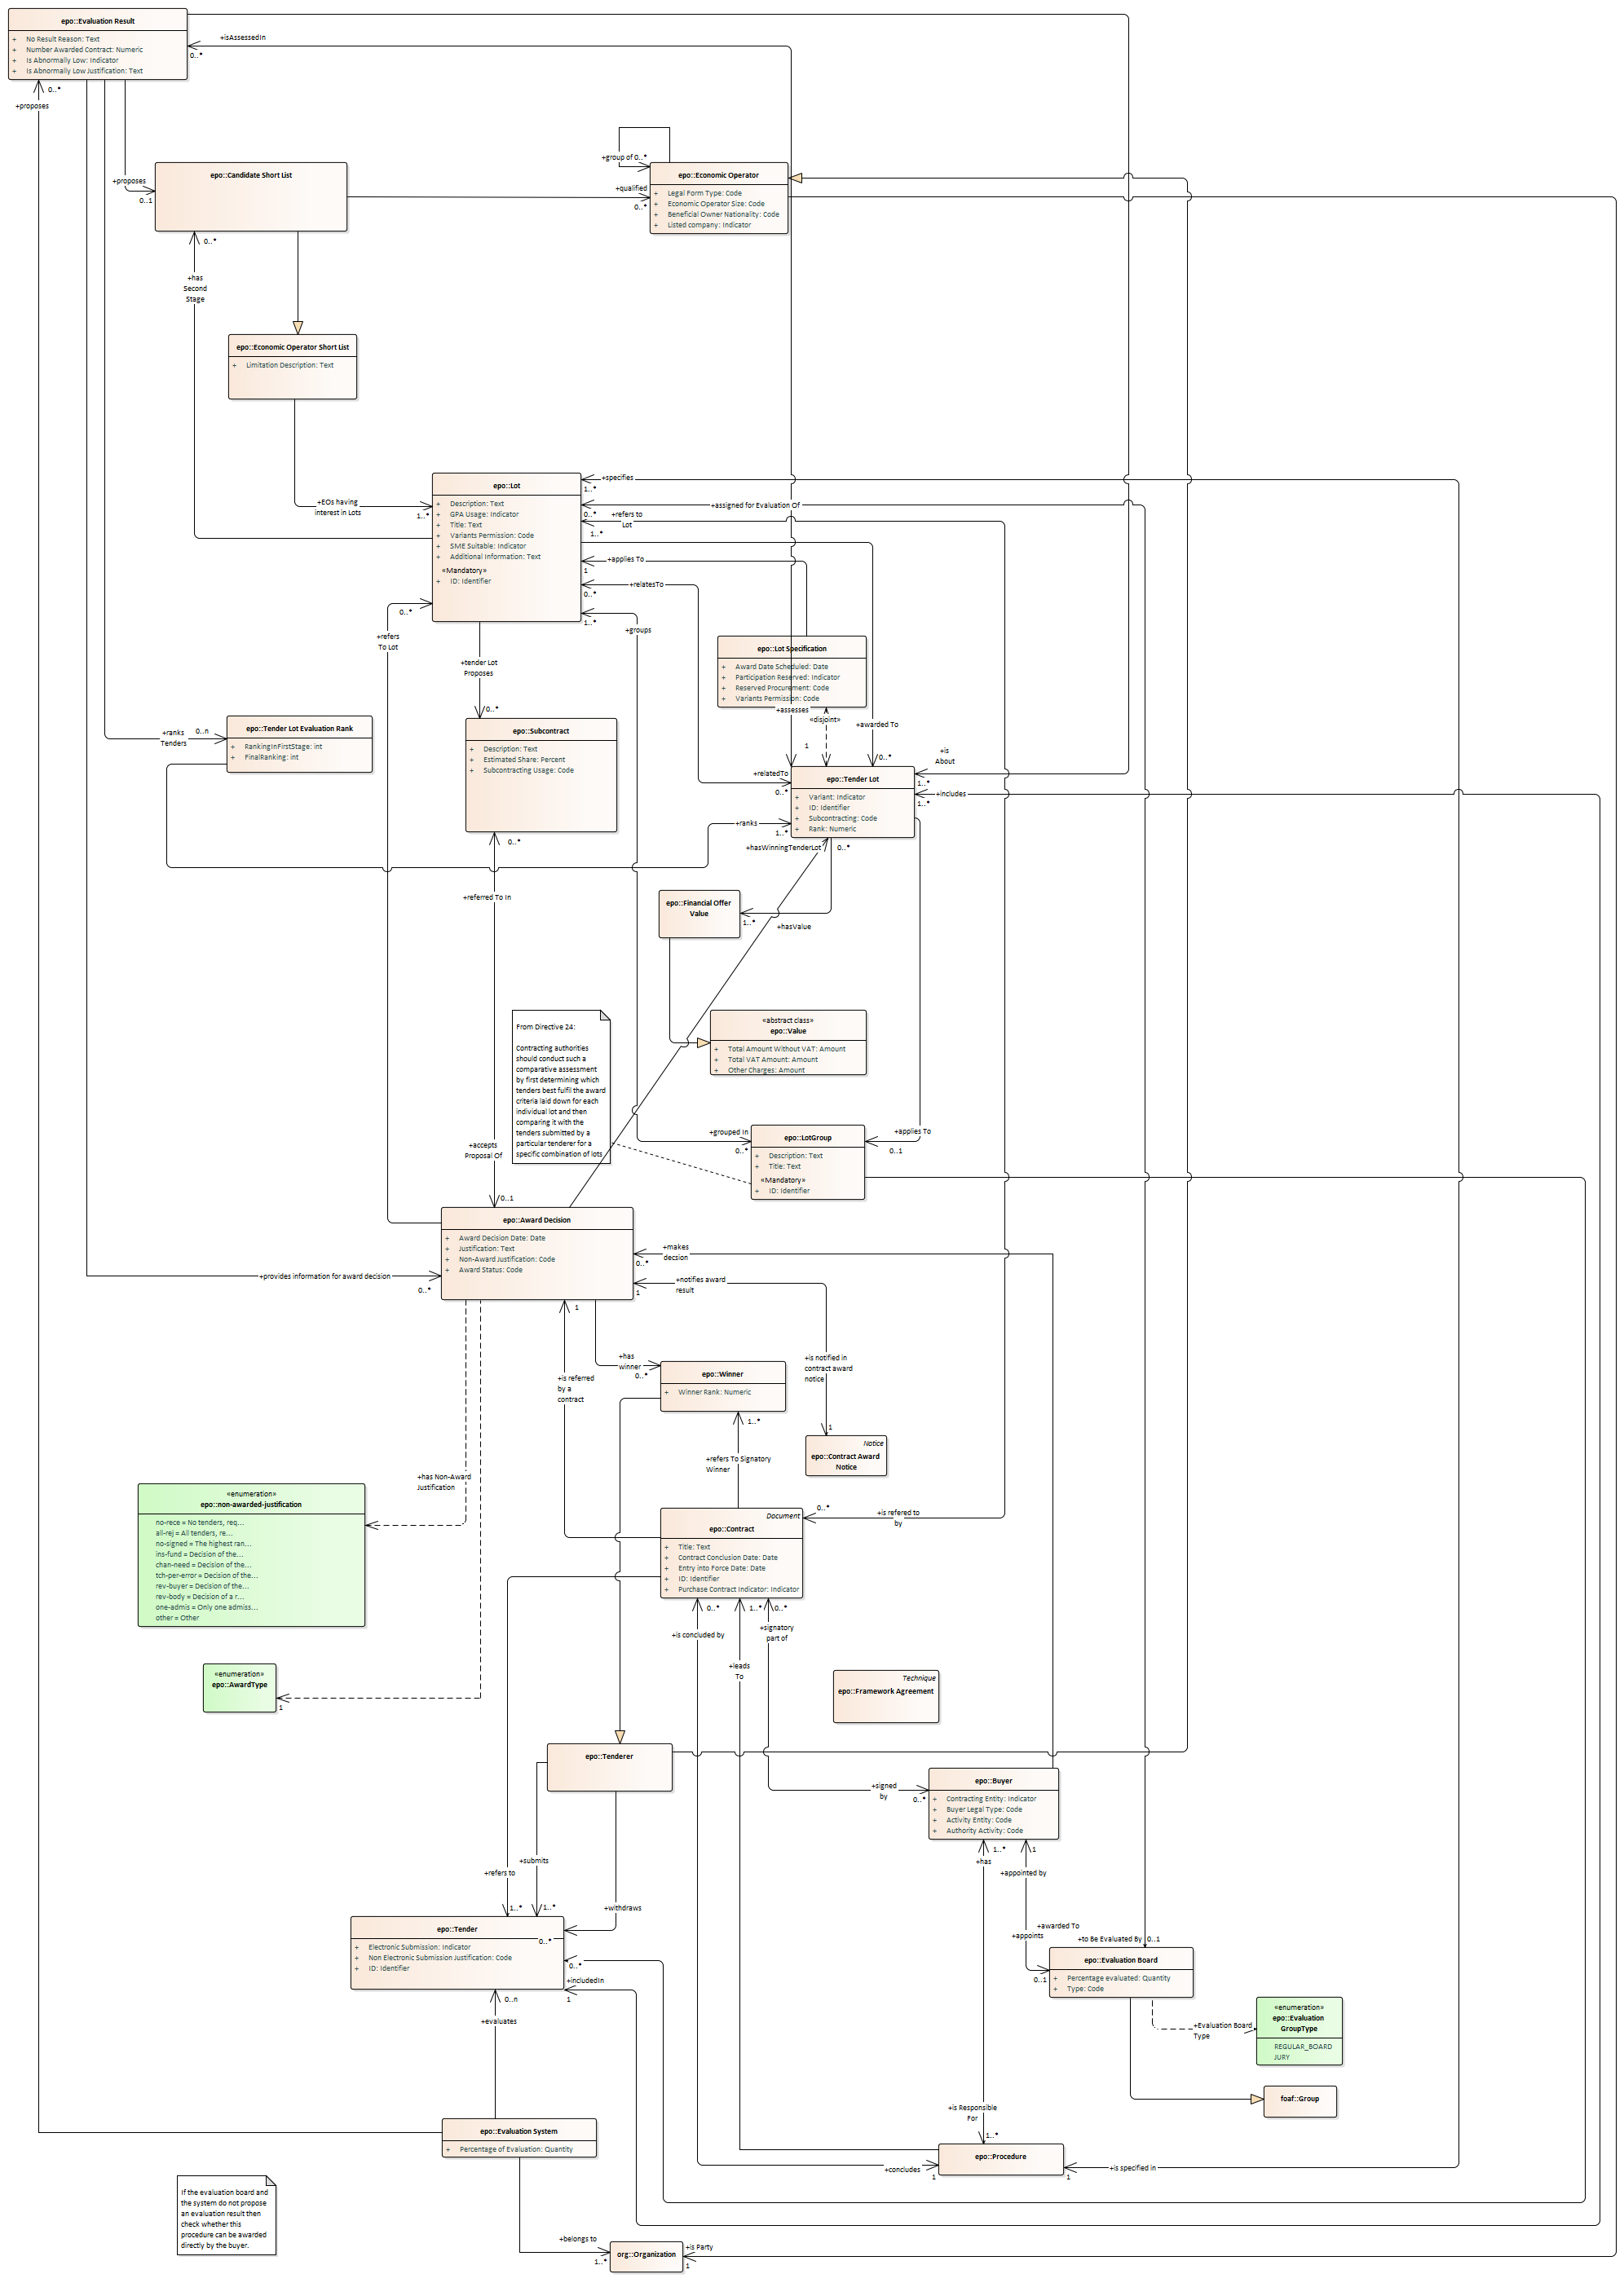 epo::Evaluation Result
+ No Result Reason: Text
+ Number Awarded Contract: Numeric
+ Is Abnormally Low: Indicator
+ Is Abnormally Low Justification: Text
+isAssessedIn
0..*
0..*
+proposes
+group of 0..*
epo::Candidate Short List
+proposes
0..1
epo::Economic Operator
+ Legal Form Type: Code
+ Economic Operator Size: Code
+ Beneficial Owner Nationality: Code
+ Listed company: Indicator
+qualified
0..*
0..*
+has
Second
Stage
epo::Economic Operator Short List
+ Limitation Description: Text
epo::Lot
+ Description: Text
+ GPA Usage: Indicator
+ Title: Text
+ Variants Permission: Code
+ SME Suitable: Indicator
+ Additional Information: Text
«Mandatory»
+ ID: Identifier
+EOs having
interest in Lots
1..*
+specifies
1..*
+assigned for Evaluation Of
0..*
+refers to
Lot
1..*
+applies To
1
+relatesTo
0..*
1..*
+groups
0..*
+refers
To Lot
+tender Lot
Proposes
0..*
epo::Lot Specification
+ Award Date Scheduled: Date
+ Participation Reserved: Indicator
+ Reserved Procurement: Code
+ Variants Permission: Code
+assesses
«disjoint»
1
+awarded To
0..*
+is
About
1..*
+includes
1..*
epo::Tender Lot Evaluation Rank
+ RankingInFirstStage: int
+ FinalRanking: int
+ranks
Tenders
0..n
epo::Subcontract
+ Description: Text
+ Estimated Share: Percent
+ Subcontracting Usage: Code
0..*
+referred To In
+relatedTo
0..*
epo::Tender Lot
+ Variant: Indicator
+ ID: Identifier
+ Subcontracting: Code
+ Rank: Numeric
+ranks
1..*
+hasWinningTenderLot
0..*
epo::Financial Offer
Value
1..*
+hasValue
From Directive 24:
Contracting authorities
should conduct such a
comparative assessment
by first determining which
tenders best fulfil the award
criteria laid down for each
individual lot and then
comparing it with the
tenders submitted by a
particular tenderer for a
specific combination of lots
«abstract class»
epo::Value
+ Total Amount Without VAT: Amount
+ Total VAT Amount: Amount
+ Other Charges: Amount
+grouped In
0..*
epo::LotGroup
+ Description: Text
+ Title: Text
«Mandatory»
+ ID: Identifier
+applies To
0..1
+accepts
Proposal Of
0..1
epo::Award Decision
+ Award Decision Date: Date
+ Justification: Text
+ Non-Award Justification: Code
+ Award Status: Code
+provides information for award decision
0..*
+makes
decsion
0..*
+notifies award
result
1
1
+is referred
by a
contract
+has
winner
0..*
epo::Winner
+ Winner Rank: Numeric
+is notified in
contract award
notice
1
Notice
epo::Contract Award
Notice
1..*
+refers To Signatory
Winner
+has Non-Award
Justification
«enumeration»
epo::non-awarded-justification
no-rece = No tenders, req...
all-rej = All tenders, re...
no-signed = The highest ran...
ins-fund = Decision of the...
chan-need = Decision of the...
tch-per-error = Decision of the...
rev-buyer = Decision of the...
rev-body = Decision of a r...
one-admis = Only one admiss...
other = Other
Document
epo::Contract
+ Title: Text
+ Contract Conclusion Date: Date
+ Entry into Force Date: Date
+ ID: Identifier
+ Purchase Contract Indicator: Indicator
0..*
+is refered to
by
0..*
+is concluded by
1..*
+leads
To
0..*
+signatory
part of
«enumeration»
epo::AwardType
1
Technique
epo::Framework Agreement
epo::Tenderer
+signed
by
0..*
epo::Buyer
+ Contracting Entity: Indicator
+ Buyer Legal Type: Code
+ Activity Entity: Code
+ Authority Activity: Code
1..*
+has
1
+appointed by
+refers to
1..*
+submits
1..*
+withdraws
0..*
epo::Tender
+ Electronic Submission: Indicator
+ Non Electronic Submission Justification: Code
+ ID: Identifier
0..*
+includedIn
1
0..n
+evaluates
+awarded To
+appoints
0..1
+to Be Evaluated By
0..1
epo::Evaluation Board
+ Percentage evaluated: Quantity
+ Type: Code
+Evaluation Board
Type
«enumeration»
epo::Evaluation
GroupType
REGULAR_BOARD
JURY
foaf::Group
+is Responsible
For
1..*
epo::Evaluation System
+ Percentage of Evaluation: Quantity
epo::Procedure
+concludes
1
+is specified in
1
If the evaluation board and
the system do not propose
an evaluation result then
check whether this
procedure can be awarded
directly by the buyer.
+belongs to
1..*
org::Organization
+is Party
1